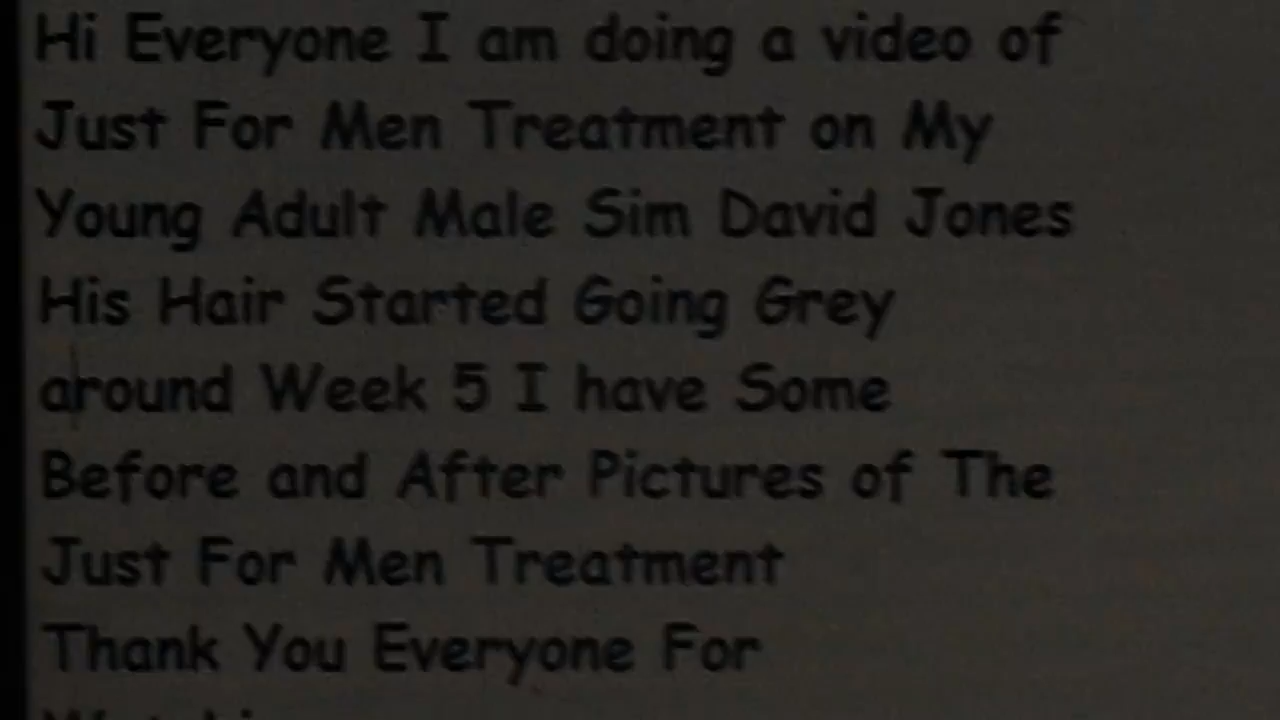 Hi Everyone I am doing a video of
Just For Men Treatment on My
Young Adult Male Sim David Jones
His Hair Started Going Grey
around Week 5 I have Some
Before and After Pictures of The
Just For Men Treatment
Thank You Everyone For